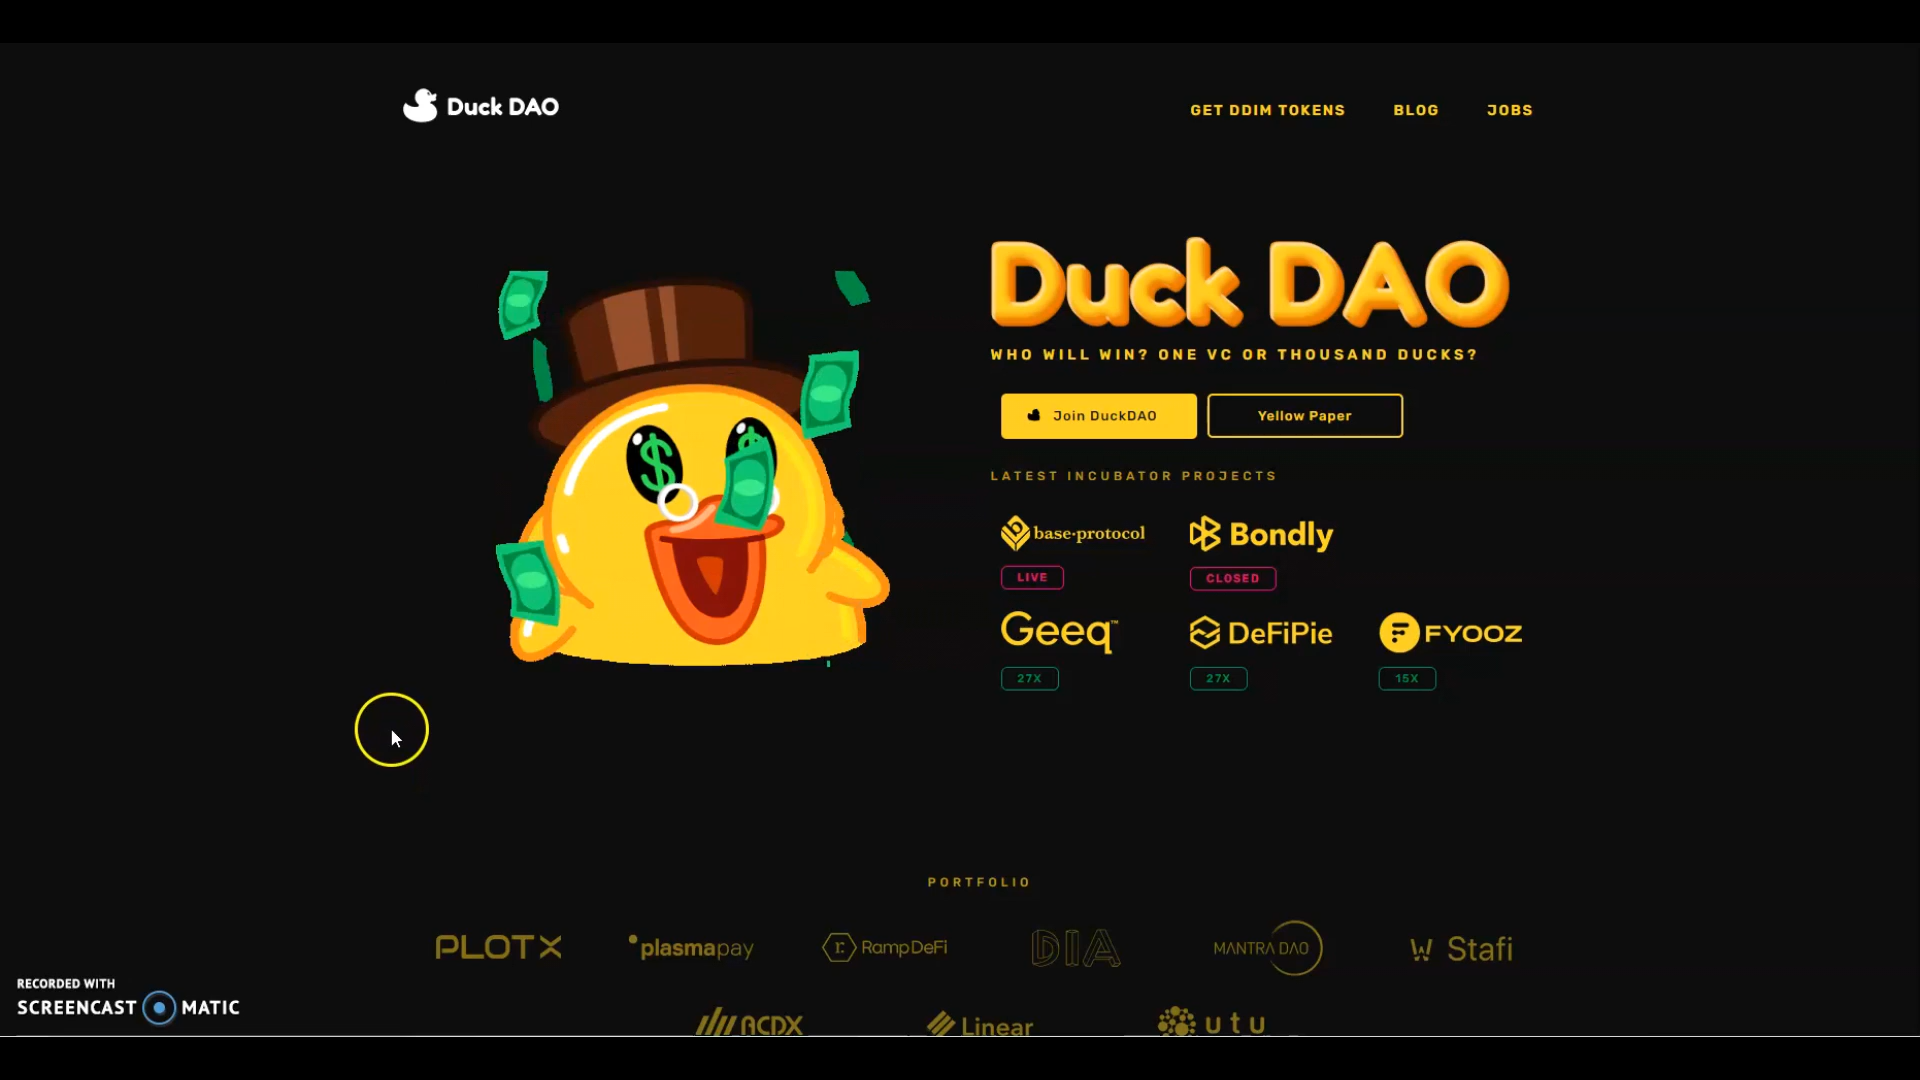 Duck DAO
GET DDIM TOKENS BLOG JOBS
Duck DAO
WHO WILL WIN? ONE VC OR THOUSAND DUCKS?
Join DuckDAO Yellow Paper
LATEST INCUBATOR PROJECTS
base·protocol Bondly
LIVE CLOSED
Geeq™ DeFiPie FYOOZ
27X 27X 15X
PORTFOLIO
PLOTX plasmapay r. RampDeFi DIA MANTRA DAO Stafi
ACDX Linear utu
RECORDED WITH
SCREENCAST MATIC